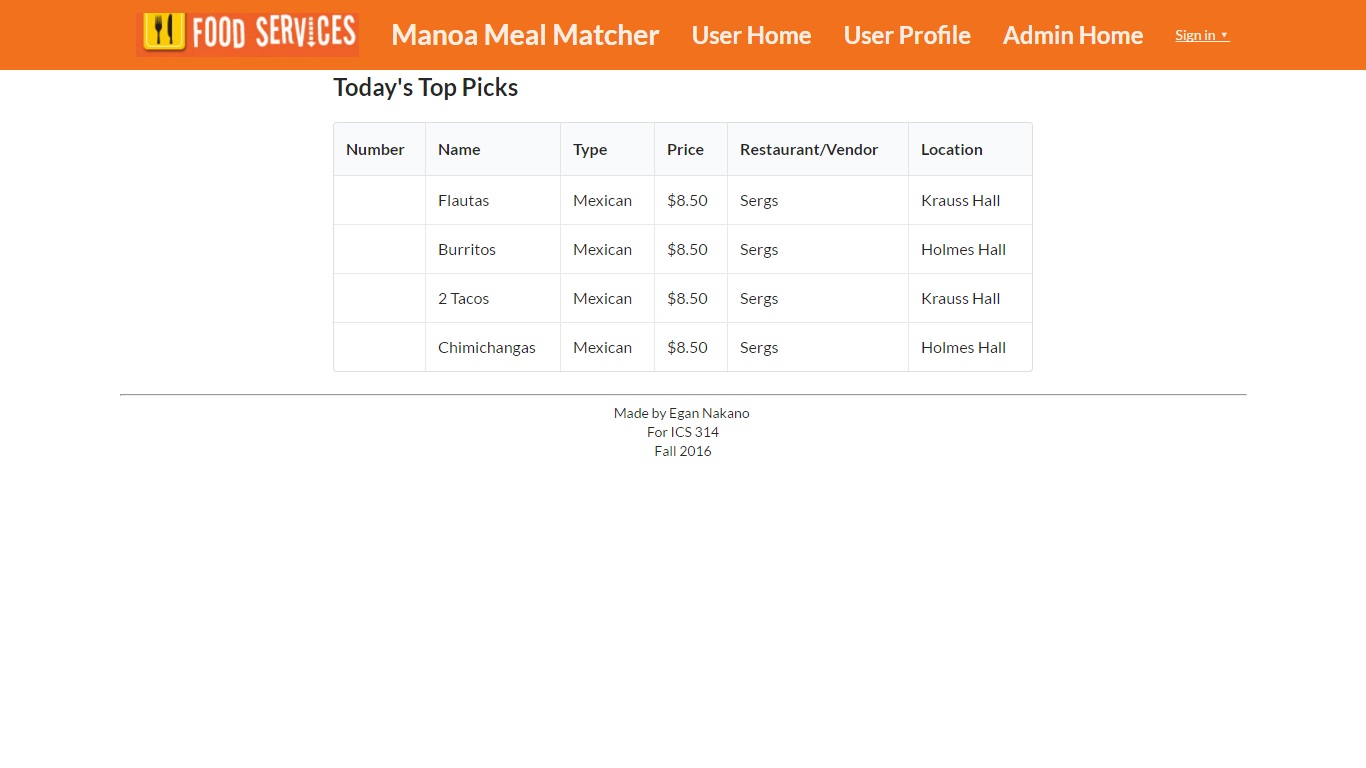 FOOD SERVICES Manoa Meal Matcher User Home User Profile Admin Home Sign in
Today's Top Picks
Number Name Type Price Restaurant/Vendor Location
Flautas Mexican $8.50 Sergs Krauss Hall
Burritos Mexican $8.50 Sergs Holmes Hall
2 Tacos Mexican $8.50 Sergs Krauss Hall
Chimichangas Mexican $8.50 Sergs Holmes Hall
Made by Egan Nakano
For ICS 314
Fall 2016